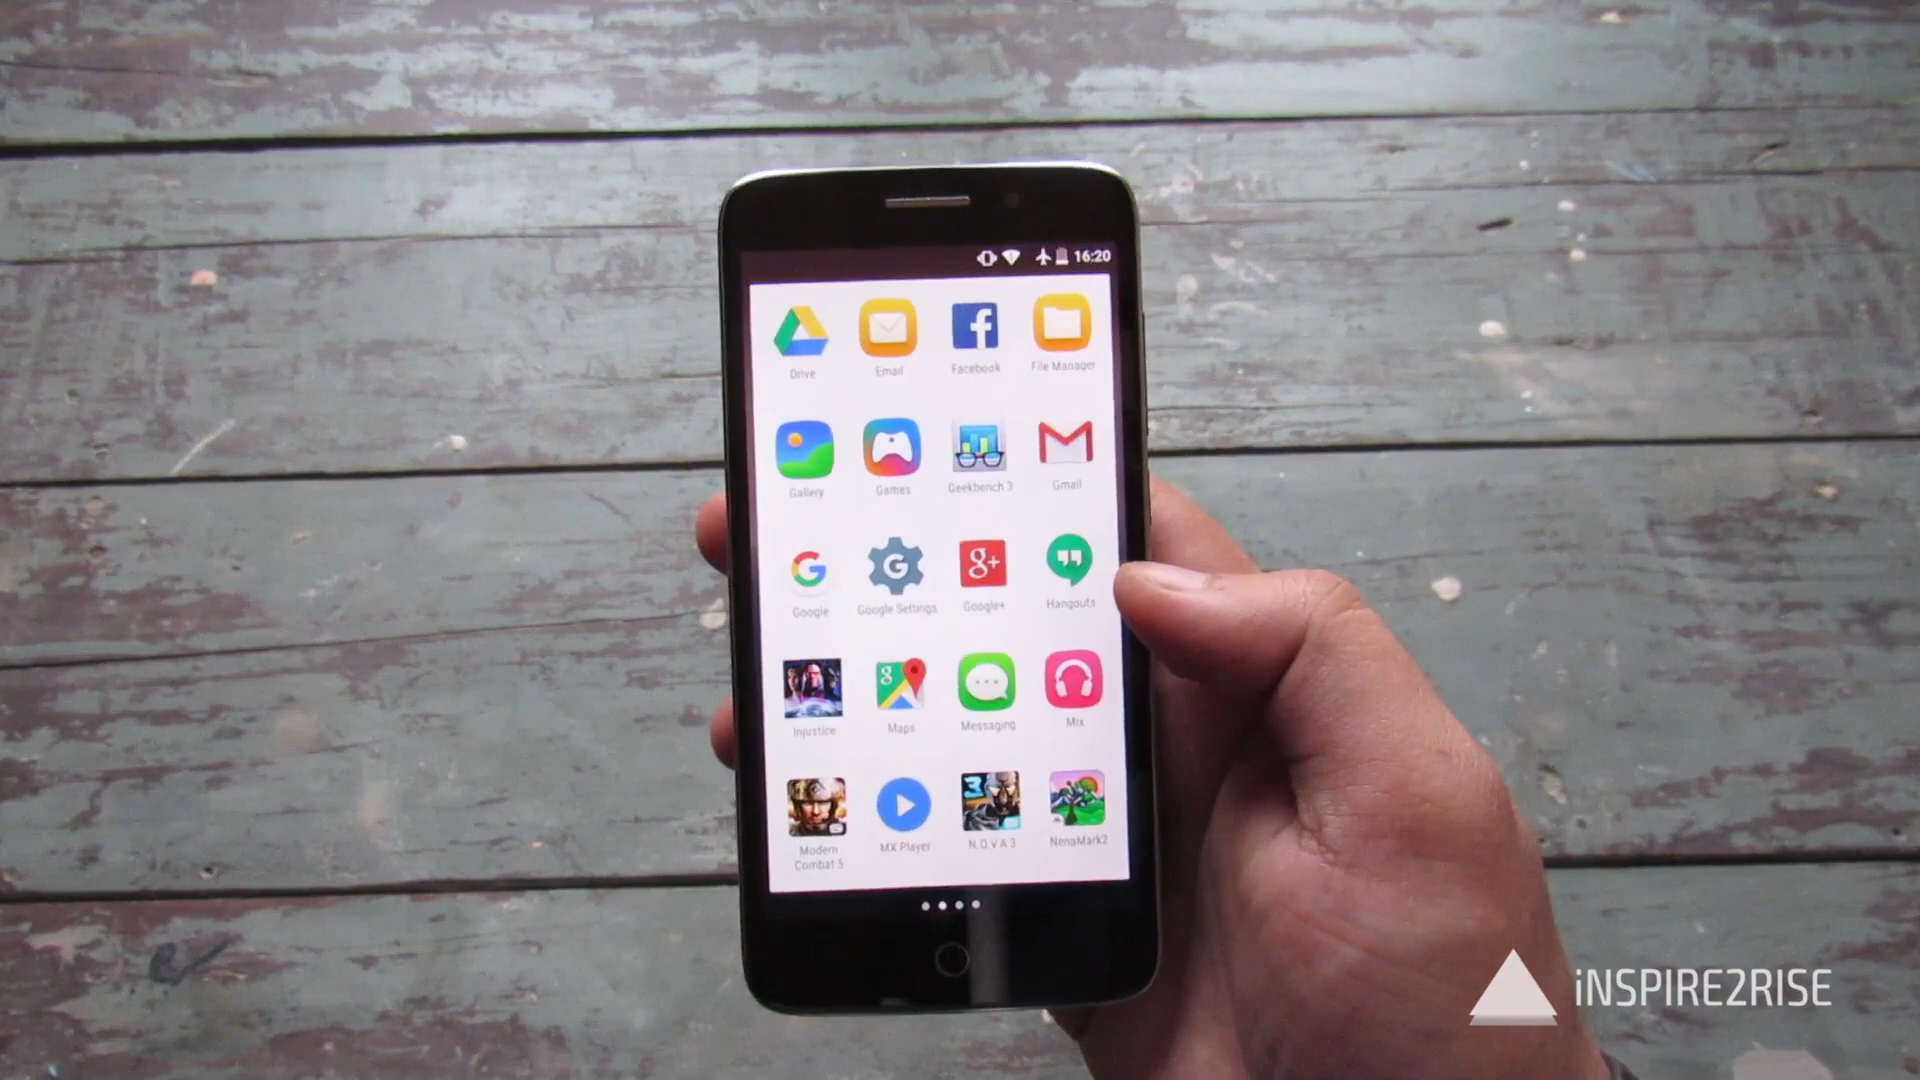 16:20
Drive Email Facebook File Manager
Gallery Games Geekbench 3 Gmail
Google Google Settings Google+ Hangouts
Injustice Maps Messaging Mix
Modern Combat 5 MX Player N.O.V.A 3 NenaMark2
iNSPIRE2RISE